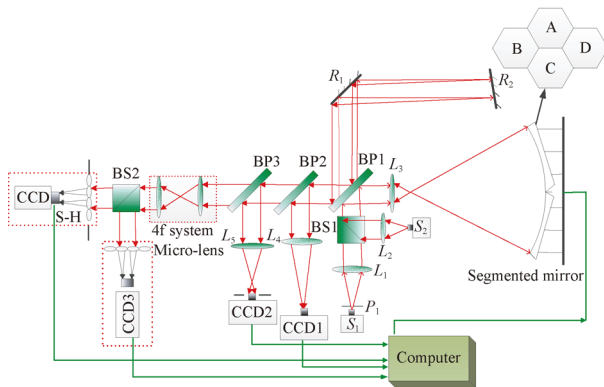 A
B
D
C
R1
R2
BP3
BP2
BP1
L3
BS2
CCD
S-H
4f system
Micro-lens
L5
L4
BS1
S2
L2
L1
P1
S1
Segmented mirror
CCD3
CCD2
CCD1
Computer